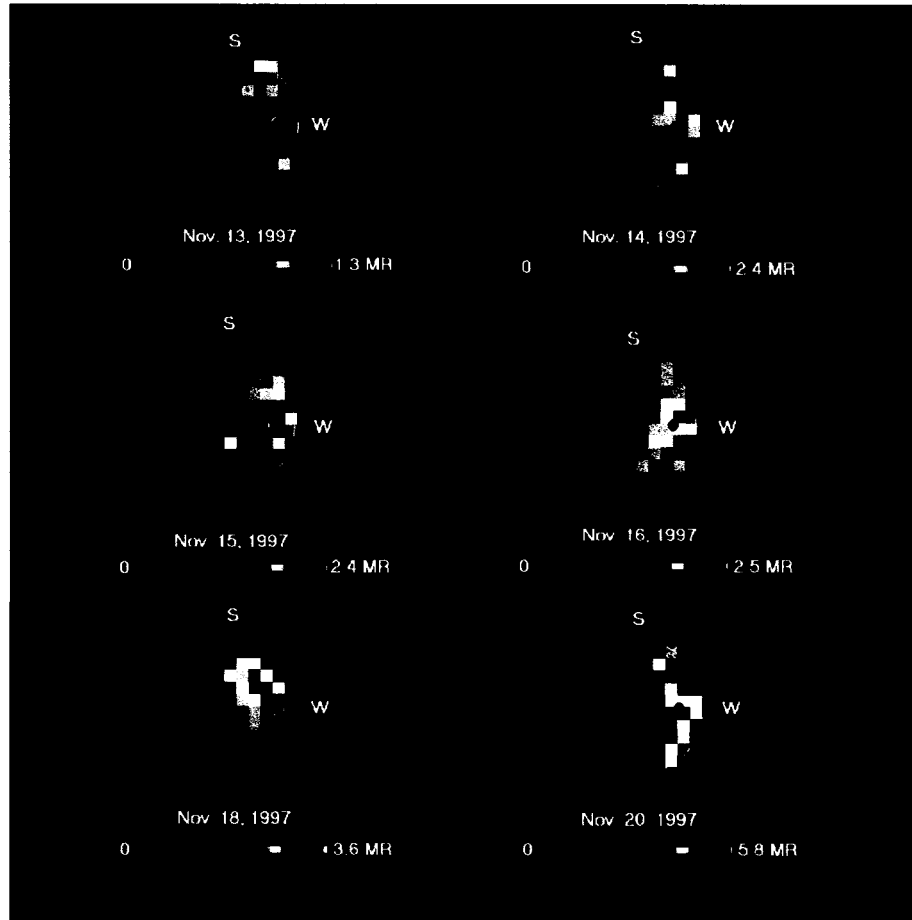 S
S
W
W
Nov. 13, 1997
Nov. 14, 1997
0 1.3 MR
0 2.4 MR
S
S
W
W
Nov 15, 1997
Nov 16, 1997
0 2.4 MR
0 2.5 MR
S
S
W
W
Nov 18, 1997
Nov 20 1997
0 3.6 MR
0 5.8 MR